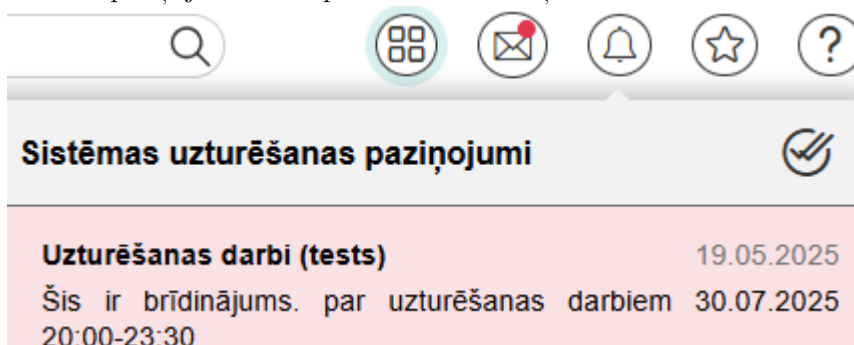 Sistēmas uzturēšanas paziņojumi
Uzturēšanas darbi (tests) 19.05.2025
Šis ir brīdinājums. par uzturēšanas darbiem 30.07.2025
20:00-23:30